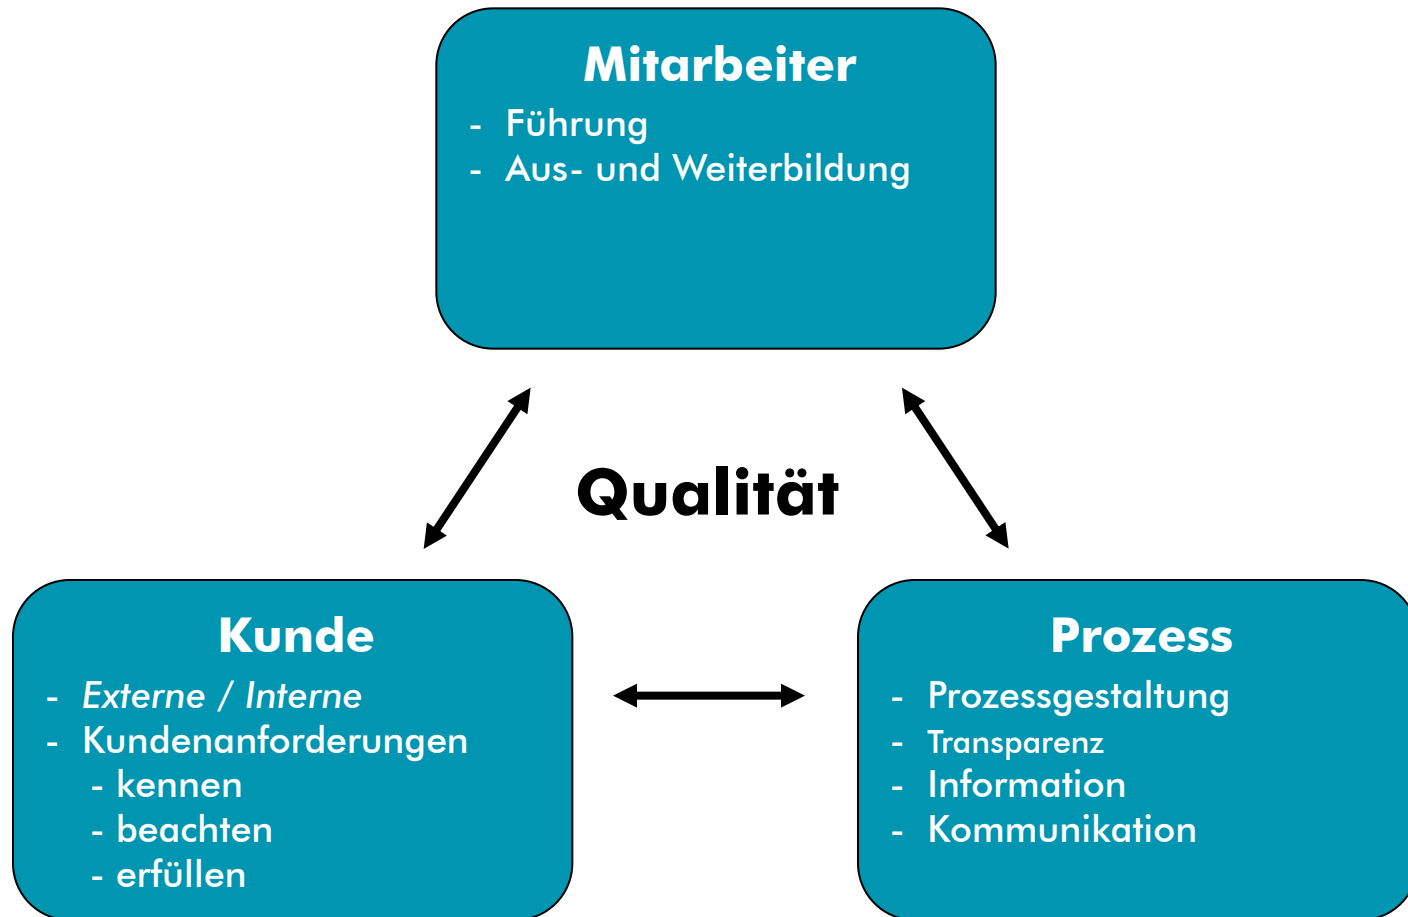 Mitarbeiter
- Führung
- Aus- und Weiterbildung
Qualität
Kunde
- Externe / Interne
- Kundenanforderungen
- kennen
- beachten
- erfüllen
Prozess
- Prozessgestaltung
- Transparenz
- Information
- Kommunikation